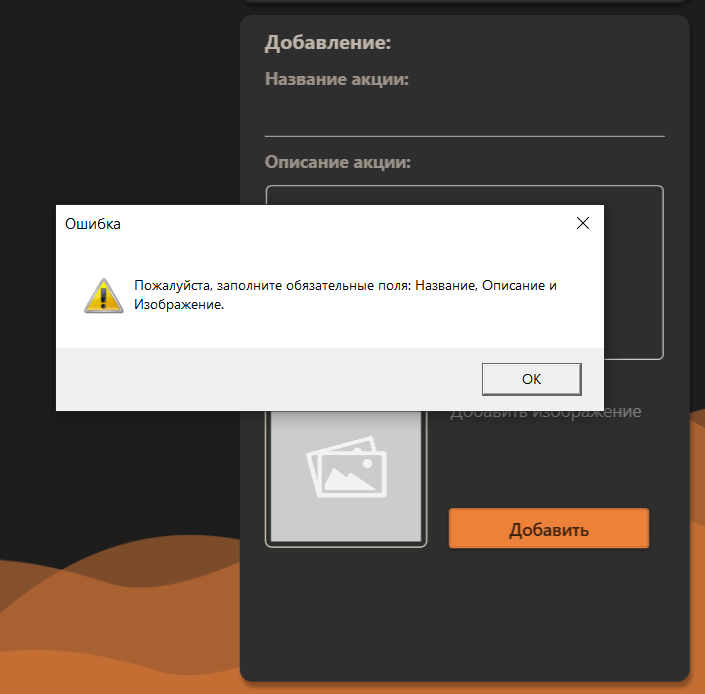 Добавление:
Название акции:
Описание акции:
Ошибка
Пожалуйста, заполните обязательные поля: Название, Описание и
Изображение.
OK
Добавить изображение
Добавить